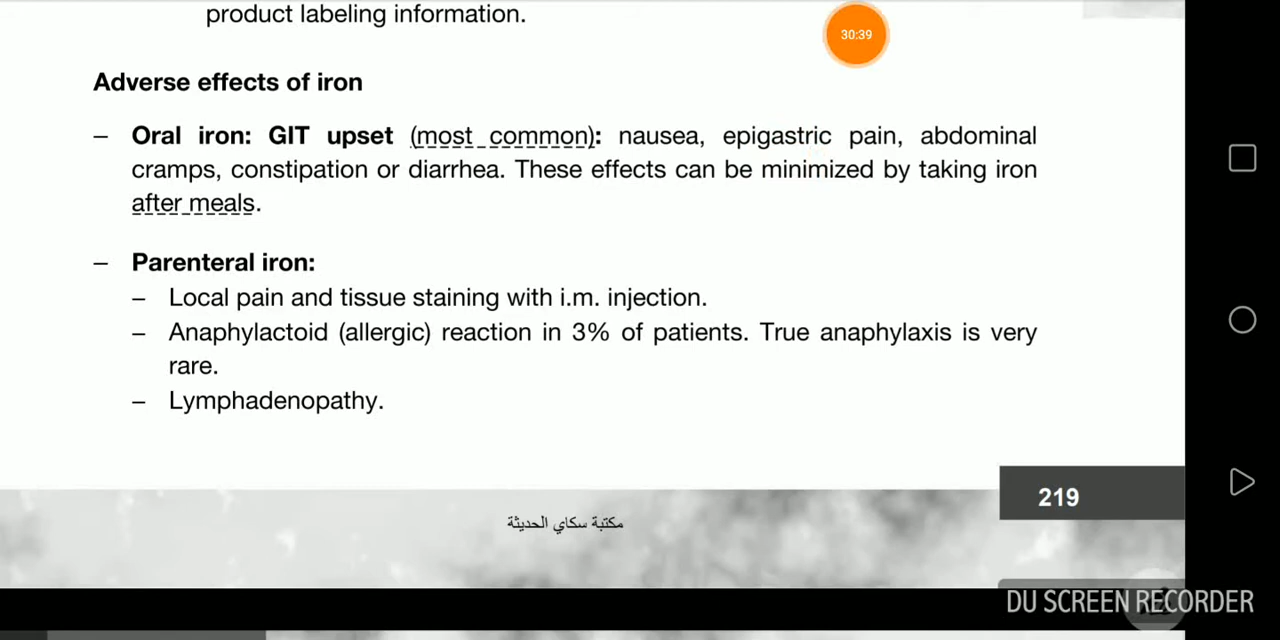 product labeling information.
30:39
Adverse effects of iron
– Oral iron: GIT upset (most common): nausea, epigastric pain, abdominal
cramps, constipation or diarrhea. These effects can be minimized by taking iron
after meals.
– Parenteral iron:
– Local pain and tissue staining with i.m. injection.
– Anaphylactoid (allergic) reaction in 3% of patients. True anaphylaxis is very
rare.
– Lymphadenopathy.
219
مكتبة سكاي الحديثة
DU SCREEN RECORDER